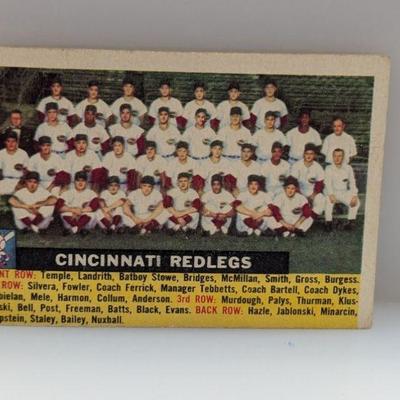 CINCINNATI REDLEGS
NT ROW: Temple, Landrith, Batboy Stowe, Bridges, McMillan, Smith, Gross, Burgess.
ROW: Silvera, Fowler, Coach Ferrick, Manager Tebbetts, Coach Bartell, Coach Dykes,
bielan, Mele, Harmon, Collum, Anderson. 3rd ROW: Murdough, Palys, Thurman, Klus-
ski, Bell, Post, Freeman, Batts, Black, Evans. BACK ROW: Hazle, Jablonski, Minarcin,
pstein, Staley, Bailey, Nuxhall.